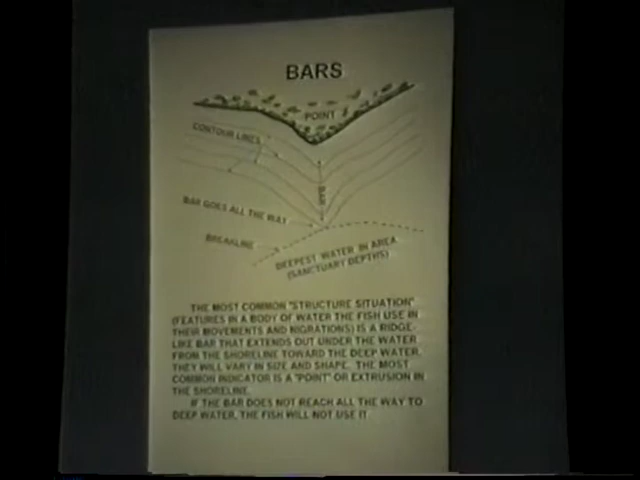 BARS
POINT
CONTOUR LINES
BAR
BAR GOES ALL THE WAY
BREAKLINE
DEEPEST WATER IN AREA
(SANCTUARY DEPTHS)
THE MOST COMMON "STRUCTURE SITUATION"
(FEATURES IN A BODY OF WATER THE FISH USE IN
THEIR MOVEMENTS AND MIGRATIONS) IS A RIDGE-
LIKE BAR THAT EXTENDS OUT UNDER THE WATER
FROM THE SHORELINE TOWARD THE DEEP WATER.
THEY WILL VARY IN SIZE AND SHAPE. THE MOST
COMMON INDICATOR IS A "POINT" OR EXTRUSION IN
THE SHORELINE.
IF THE BAR DOES NOT REACH ALL THE WAY TO
DEEP WATER, THE FISH WILL NOT USE IT.